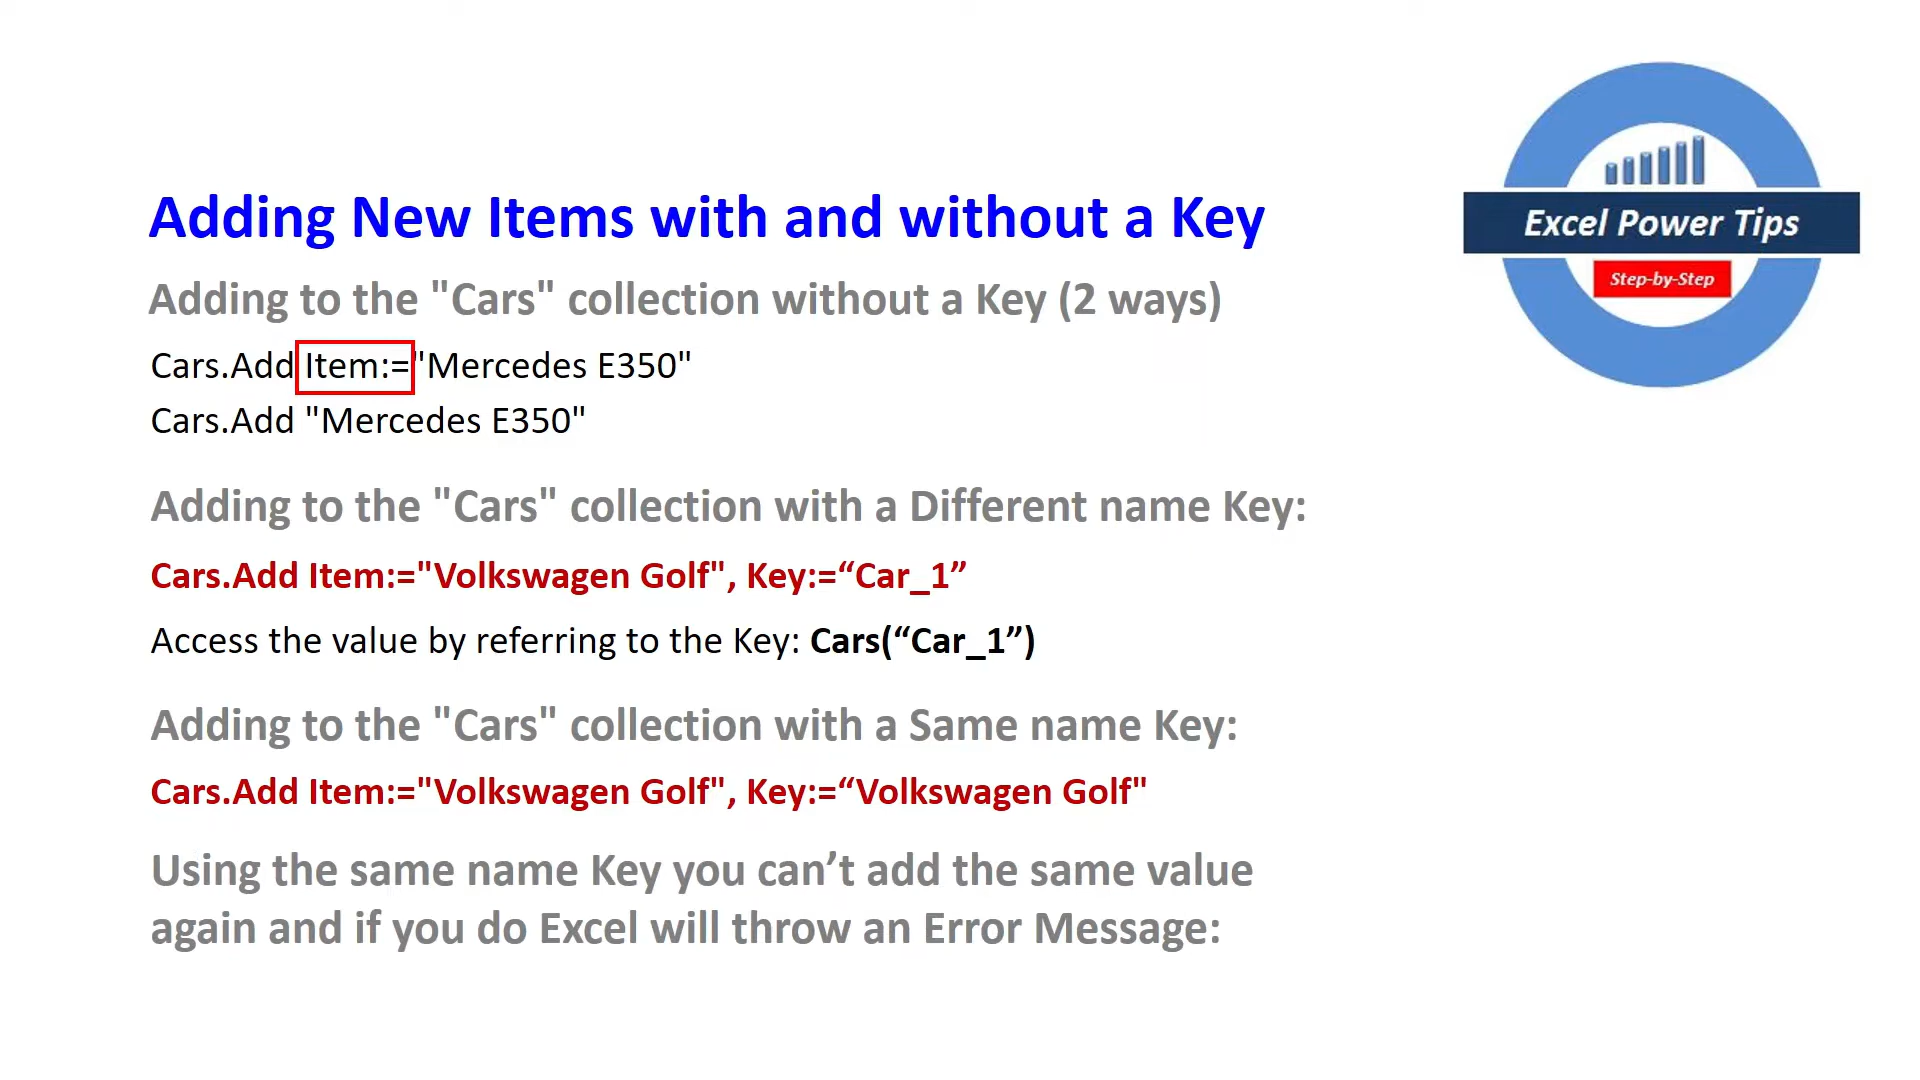 Excel Power Tips
Step-by-Step
Adding New Items with and without a Key
Adding to the "Cars" collection without a Key (2 ways)
Cars.Add Item:="Mercedes E350"
Cars.Add "Mercedes E350"
Adding to the "Cars" collection with a Different name Key:
Cars.Add Item:="Volkswagen Golf", Key:=“Car_1”
Access the value by referring to the Key: Cars(“Car_1”)
Adding to the "Cars" collection with a Same name Key:
Cars.Add Item:="Volkswagen Golf", Key:=“Volkswagen Golf"
Using the same name Key you can’t add the same value
again and if you do Excel will throw an Error Message: